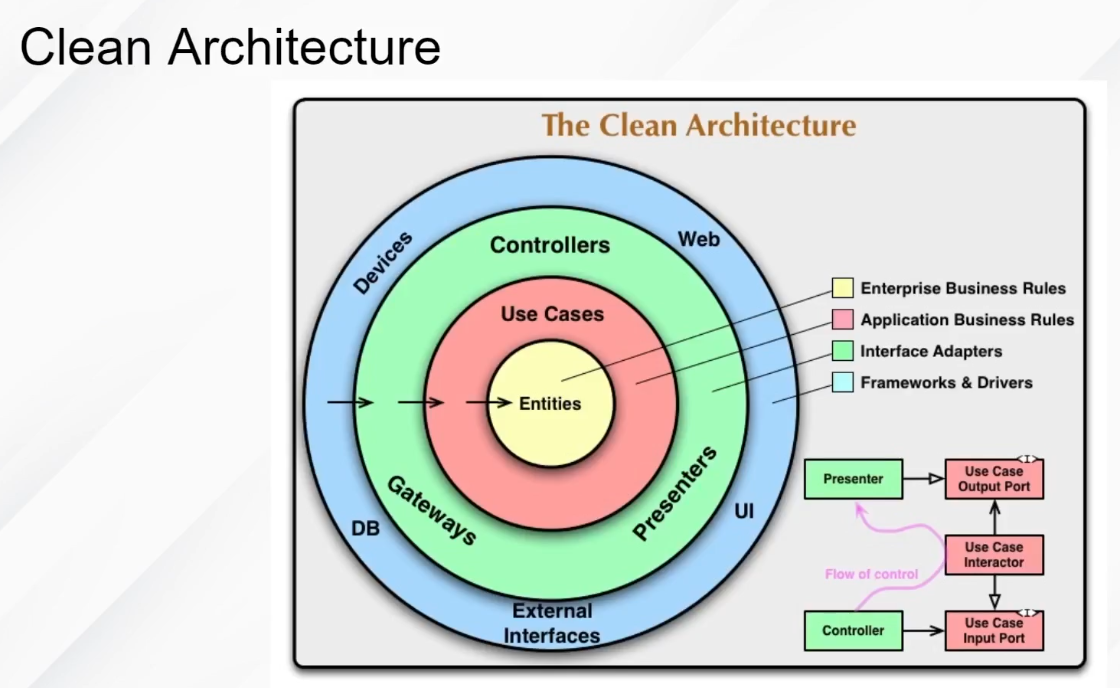 Clean Architecture
The Clean Architecture
Devices
Web
Controllers
Use Cases
Entities
Gateways
Presenters
DB
UI
External
Interfaces
Enterprise Business Rules
Application Business Rules
Interface Adapters
Frameworks & Drivers
Presenter
<I>
Use Case
Output Port
Use Case
Interactor
Flow of control
Controller
<I>
Use Case
Input Port